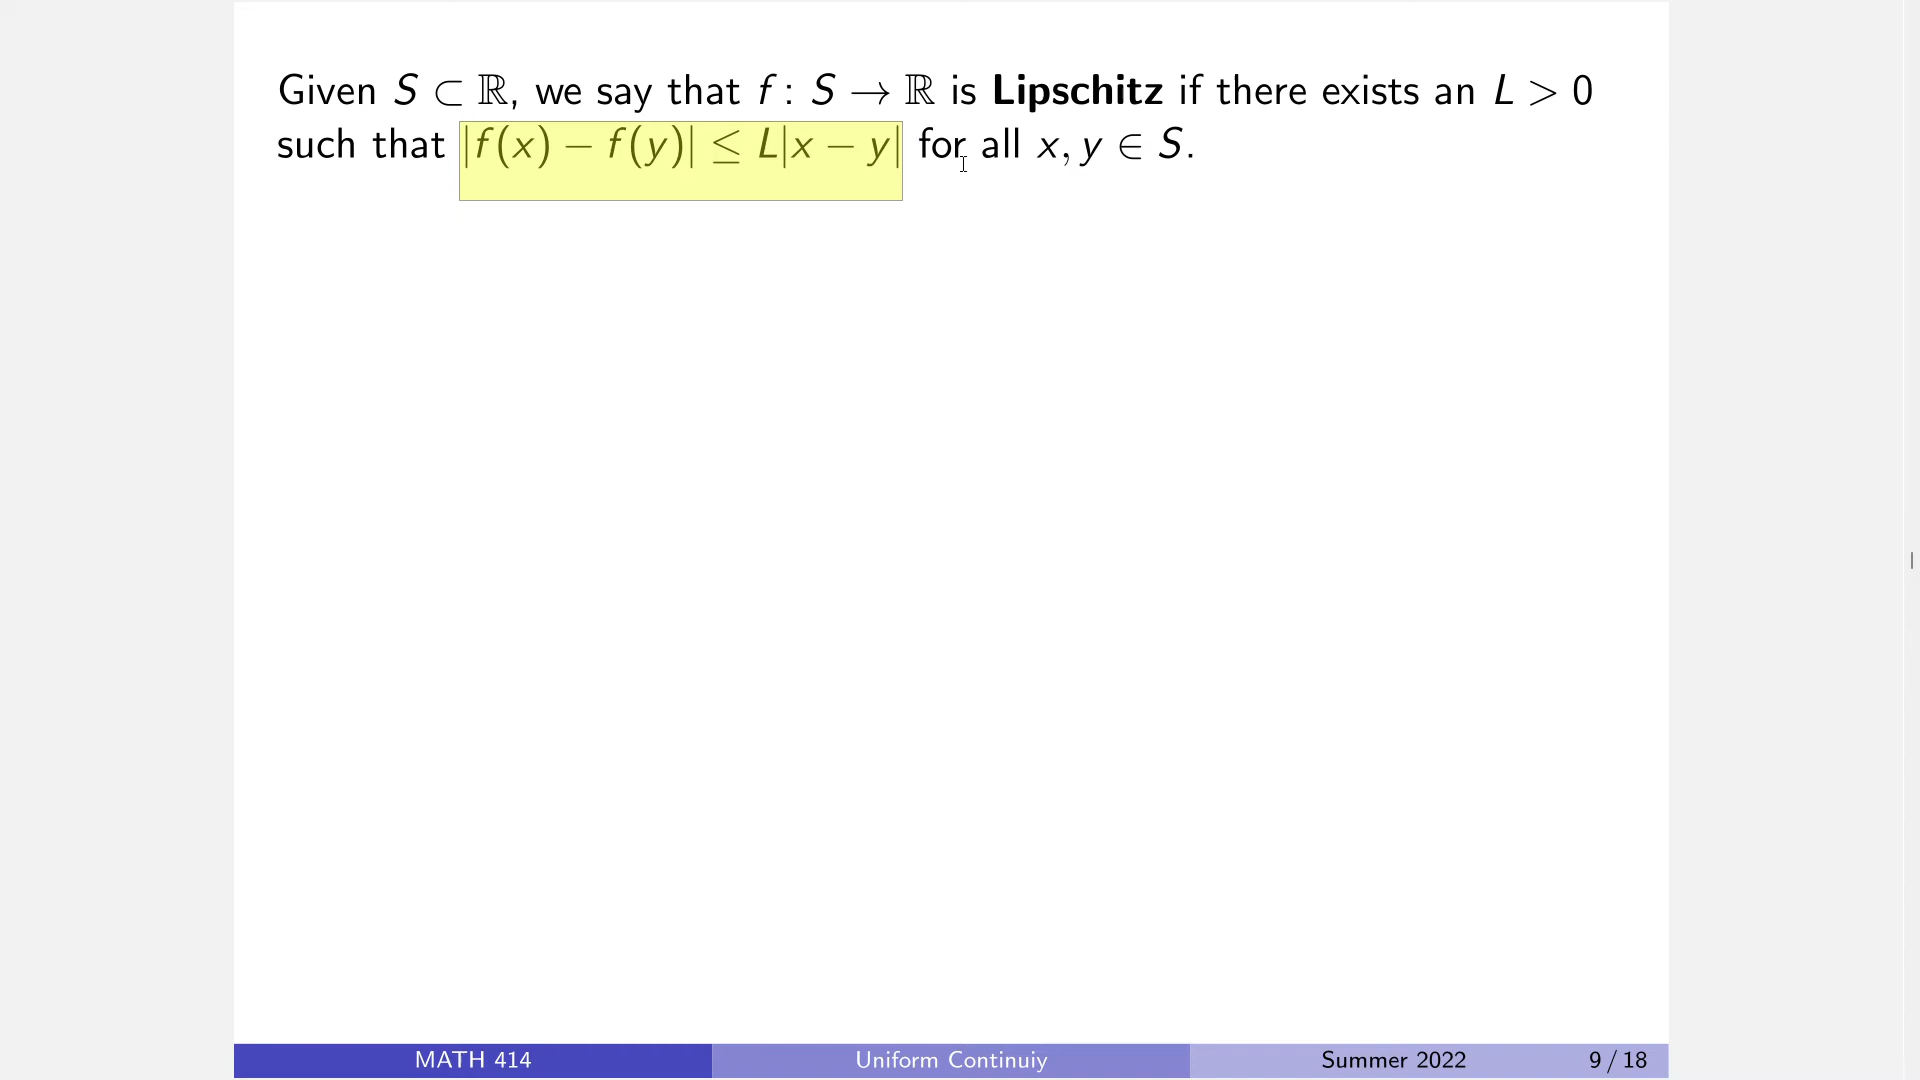 Given S ⊂ ℝ, we say that f : S → ℝ is Lipschitz if there exists an L > 0
such that |f(x) − f(y)| ≤ L|x − y| for all x, y ∈ S.
MATH 414 Uniform Continuiy Summer 2022 9 / 18